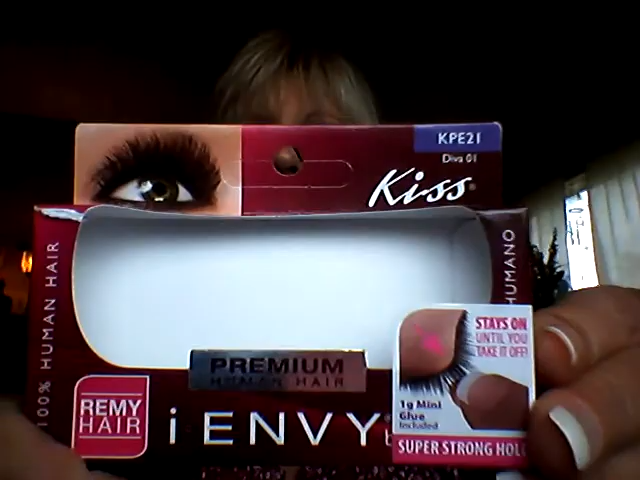 KPE21
Diva 01
Kiss
100% HUMAN HAIR
HUMANO
STAYS ON
UNTIL YOU
TAKE IT OFF!
PREMIUM
HUMAN HAIR
REMY
HAIR
i ENVY
1g Mini
Glue
Included
SUPER STRONG HOL